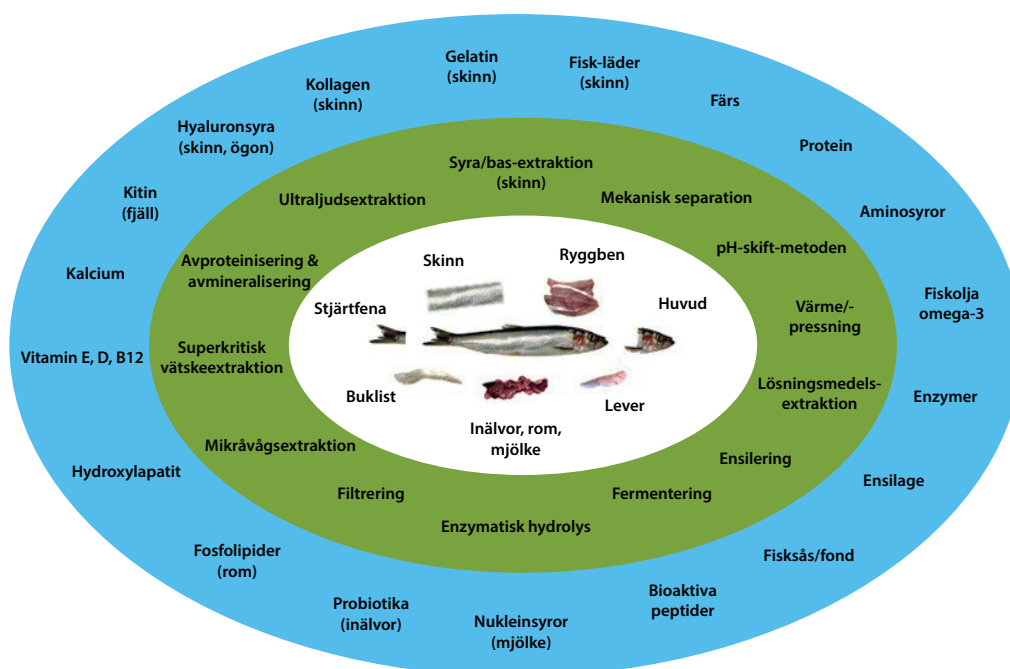 Gelatin
(skinn)
Fisk-läder
(skinn)
Färs
Protein
Aminosyror
Fiskolja
omega-3
Enzymer
Ensilage
Fisksås/fond
Bioaktiva
peptider
Nukleinsyror
(mjölke)
Probiotika
(inälvor)
Fosfolipider
(rom)
Hydroxylapatit
Vitamin E, D, B12
Kalcium
Kitin
(fjäll)
Hyaluronsyra
(skinn, ögon)
Kollagen
(skinn)
Syra/bas-extraktion
(skinn)
Mekanisk separation
pH-skift-metoden
Värme/-
pressning
Lösningsmedels-
extraktion
Ensilering
Fermentering
Enzymatisk hydrolys
Filtrering
Mikråvågsextraktion
Superkritisk
vätskeextraktion
Avproteinisering &
avmineralisering
Ultraljudsextraktion
Skinn
Ryggben
Huvud
Lever
Inälvor, rom,
mjölke
Buklist
Stjärtfena